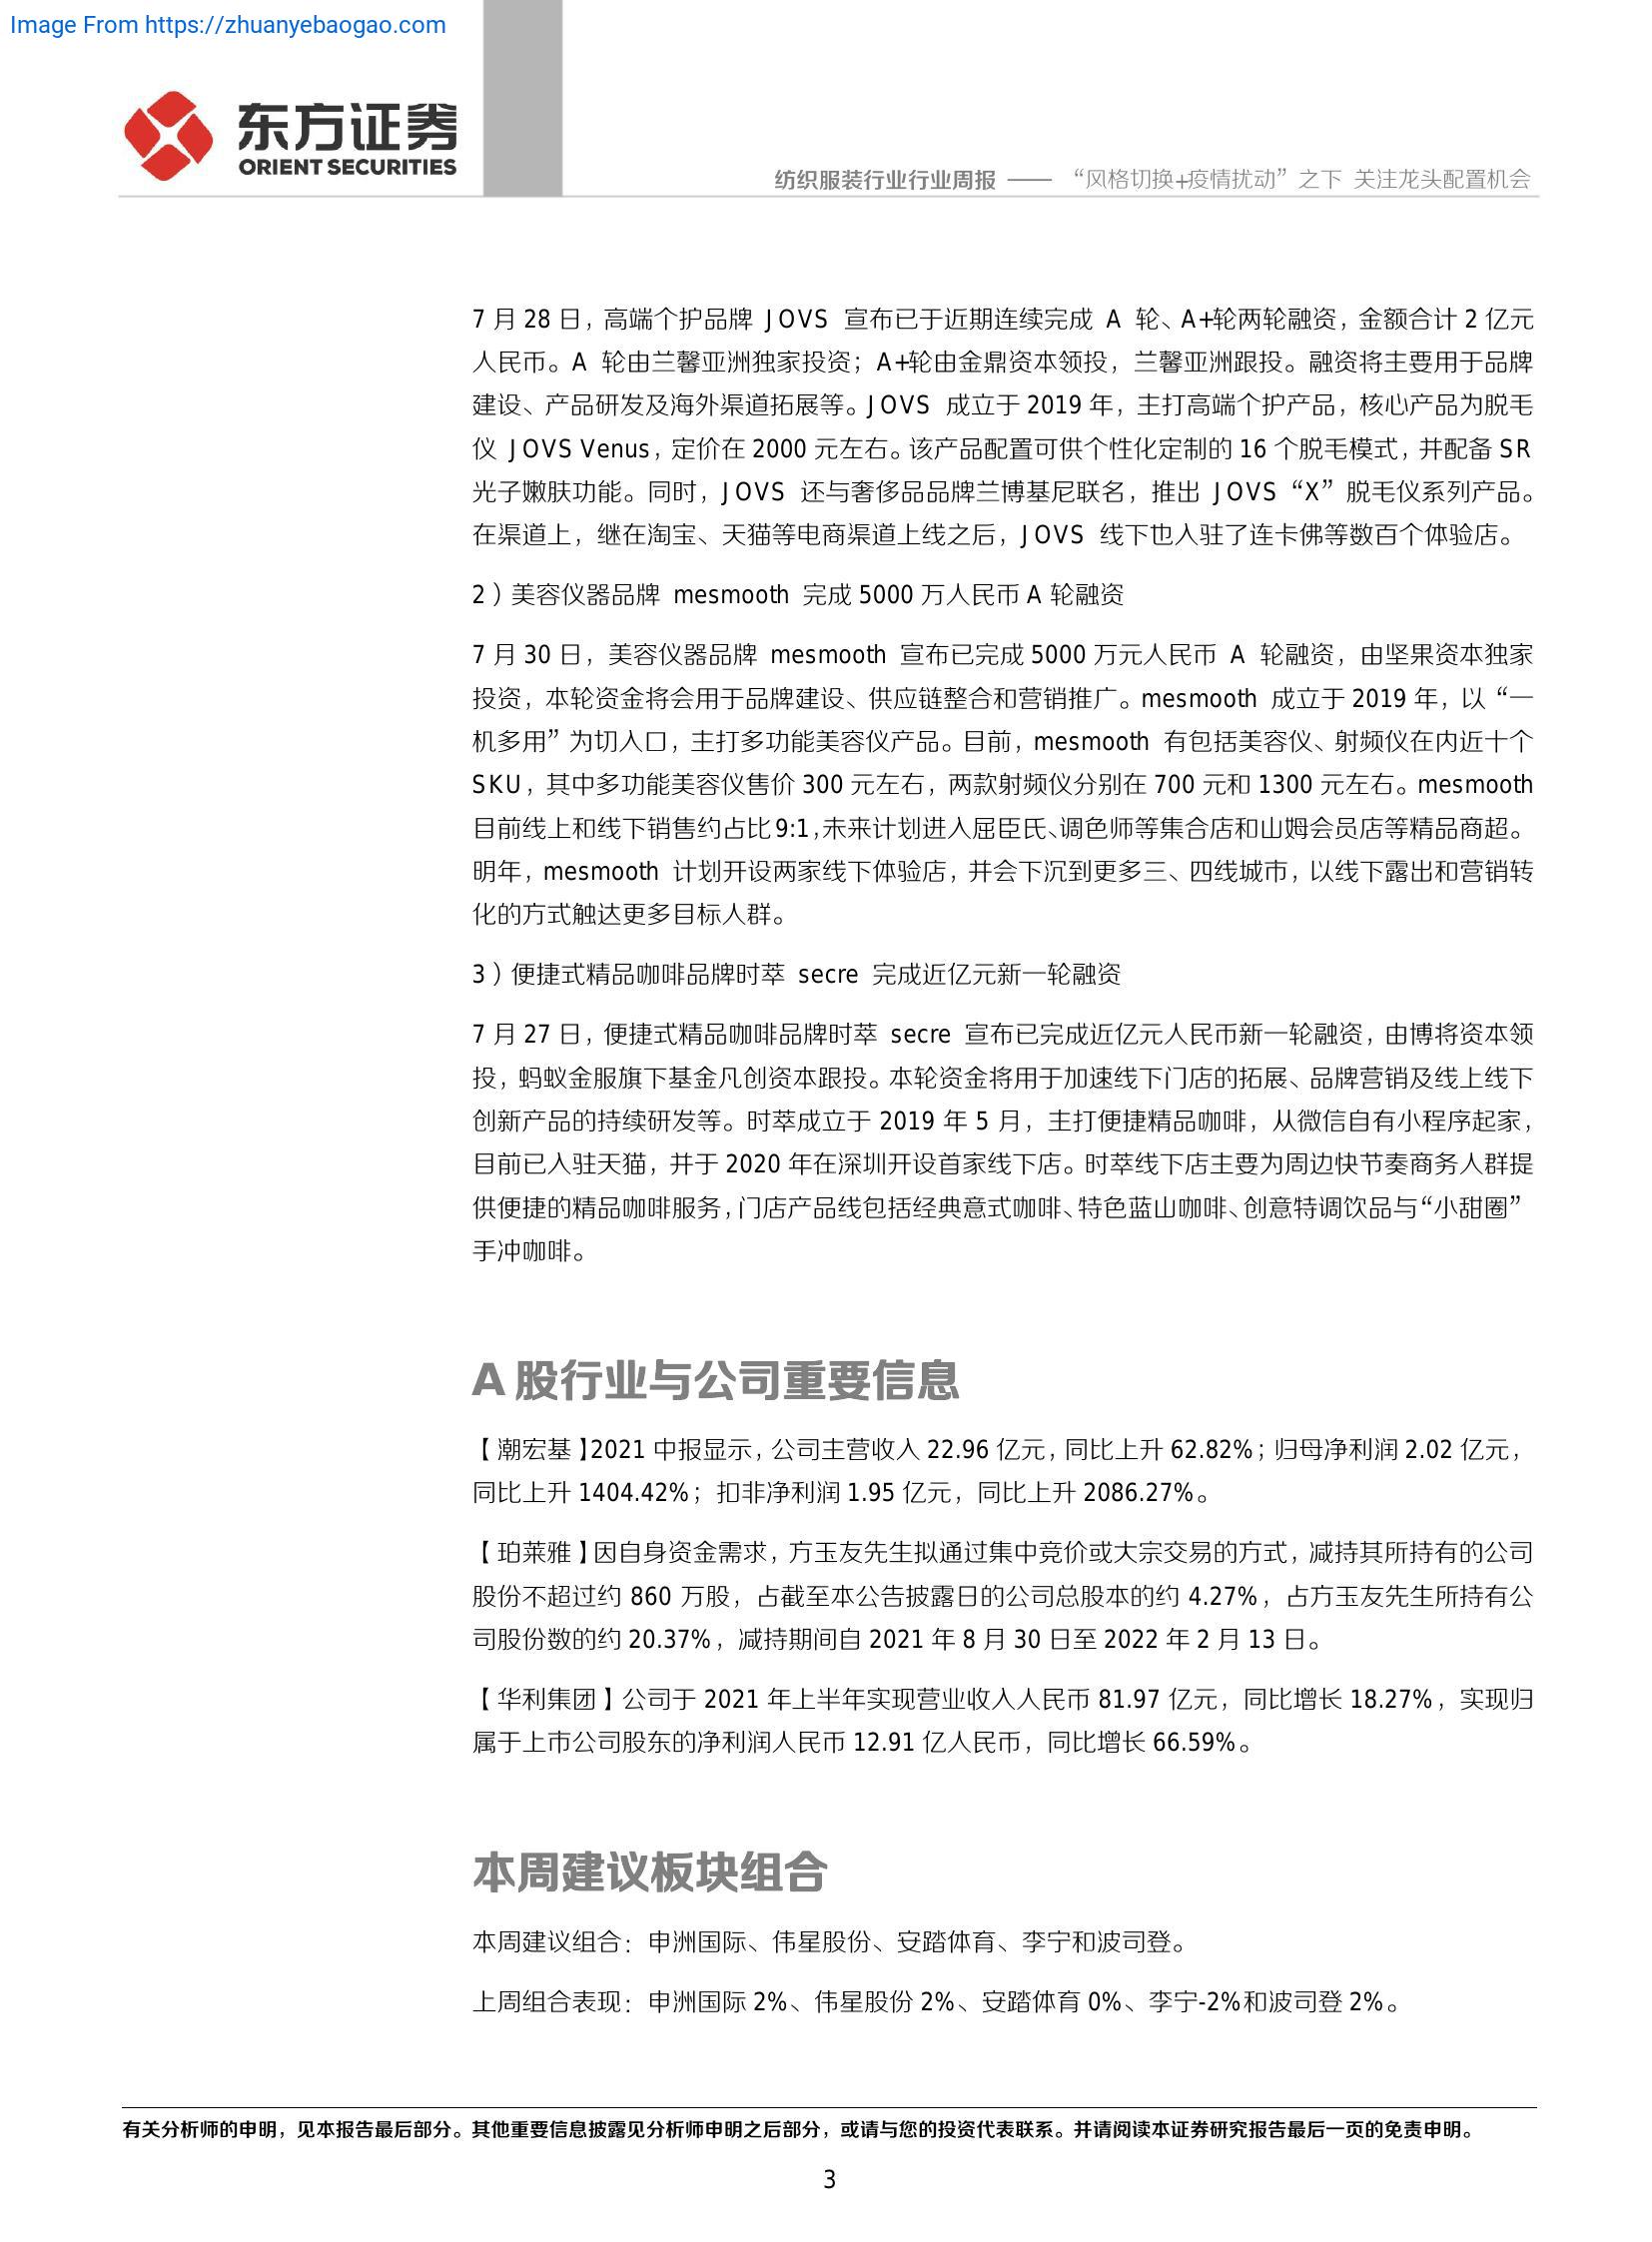 Image From https://zhuanyebaogao.com
东方证券
ORIENT SECURITIES
纺织服装行业行业周报 —— “风格切换+疫情扰动”之下 关注龙头配置机会
7 月 28 日，高端个护品牌 JOVS 宣布已于近期连续完成 A 轮、A+轮两轮融资，金额合计 2 亿元
人民币。A 轮由兰馨亚洲独家投资；A+轮由金鼎资本领投，兰馨亚洲跟投。融资将主要用于品牌
建设、产品研发及海外渠道拓展等。JOVS 成立于 2019 年，主打高端个护产品，核心产品为脱毛
仪 JOVS Venus，定价在 2000 元左右。该产品配置可供个性化定制的 16 个脱毛模式，并配备 SR
光子嫩肤功能。同时，JOVS 还与奢侈品品牌兰博基尼联名，推出 JOVS“X”脱毛仪系列产品。
在渠道上，继在淘宝、天猫等电商渠道上线之后，JOVS 线下也入驻了连卡佛等数百个体验店。
2）美容仪器品牌 mesmooth 完成 5000 万人民币 A 轮融资
7 月 30 日，美容仪器品牌 mesmooth 宣布已完成 5000 万元人民币 A 轮融资，由坚果资本独家
投资，本轮资金将会用于品牌建设、供应链整合和营销推广。mesmooth 成立于 2019 年，以“一
机多用”为切入口，主打多功能美容仪产品。目前，mesmooth 有包括美容仪、射频仪在内近十个
SKU，其中多功能美容仪售价 300 元左右，两款射频仪分别在 700 元和 1300 元左右。mesmooth
目前线上和线下销售约占比 9:1，未来计划进入屈臣氏、调色师等集合店和山姆会员店等精品商超。
明年，mesmooth 计划开设两家线下体验店，并会下沉到更多三、四线城市，以线下露出和营销转
化的方式触达更多目标人群。
3）便捷式精品咖啡品牌时萃 secre 完成近亿元新一轮融资
7 月 27 日，便捷式精品咖啡品牌时萃 secre 宣布已完成近亿元人民币新一轮融资，由博将资本领
投，蚂蚁金服旗下基金凡创资本跟投。本轮资金将用于加速线下门店的拓展、品牌营销及线上线下
创新产品的持续研发等。时萃成立于 2019 年 5 月，主打便捷精品咖啡，从微信自有小程序起家，
目前已入驻天猫，并于 2020 年在深圳开设首家线下店。时萃线下店主要为周边快节奏商务人群提
供便捷的精品咖啡服务，门店产品线包括经典意式咖啡、特色蓝山咖啡、创意特调饮品与“小甜圈”
手冲咖啡。
A 股行业与公司重要信息
【潮宏基】2021 中报显示，公司主营收入 22.96 亿元，同比上升 62.82%；归母净利润 2.02 亿元，
同比上升 1404.42%；扣非净利润 1.95 亿元，同比上升 2086.27%。
【珀莱雅】因自身资金需求，方玉友先生拟通过集中竞价或大宗交易的方式，减持其所持有的公司
股份不超过约 860 万股，占截至本公告披露日的公司总股本的约 4.27%，占方玉友先生所持有公
司股份数的约 20.37%，减持期间自 2021 年 8 月 30 日至 2022 年 2 月 13 日。
【华利集团】公司于 2021 年上半年实现营业收入人民币 81.97 亿元，同比增长 18.27%，实现归
属于上市公司股东的净利润人民币 12.91 亿人民币，同比增长 66.59%。
本周建议板块组合
本周建议组合：申洲国际、伟星股份、安踏体育、李宁和波司登。
上周组合表现：申洲国际 2%、伟星股份 2%、安踏体育 0%、李宁-2%和波司登 2%。
有关分析师的申明，见本报告最后部分。其他重要信息披露见分析师申明之后部分，或请与您的投资代表联系。并请阅读本证券研究报告最后一页的免责申明。
3